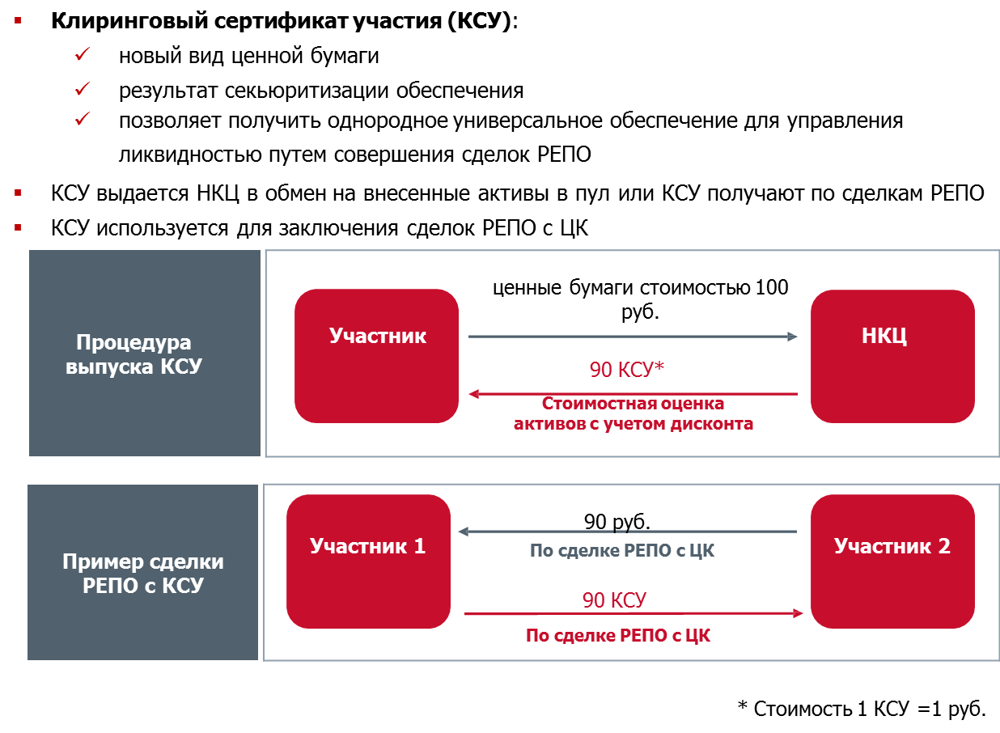 Клиринговый сертификат участия (КСУ):
новый вид ценной бумаги
результат секьюритизации обеспечения
позволяет получить однородное универсальное обеспечение для управления
ликвидностью путем совершения сделок РЕПО
КСУ выдается НКЦ в обмен на внесенные активы в пул или КСУ получают по сделкам РЕПО
КСУ используется для заключения сделок РЕПО с ЦК
Процедура
выпуска КСУ
Участник
ценные бумаги стоимостью 100
руб.
90 КСУ*
Стоимостная оценка
активов с учетом дисконта
НКЦ
Пример сделки
РЕПО с КСУ
Участник 1
90 руб.
По сделке РЕПО с ЦК
90 КСУ
По сделке РЕПО с ЦК
Участник 2
* Стоимость 1 КСУ =1 руб.